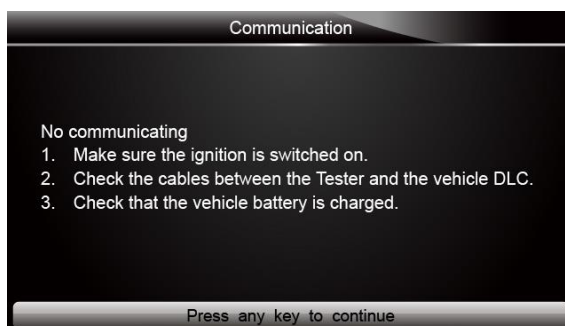 Communication
No communicating
1. Make sure the ignition is switched on.
2. Check the cables between the Tester and the vehicle DLC.
3. Check that the vehicle battery is charged.
Press any key to continue